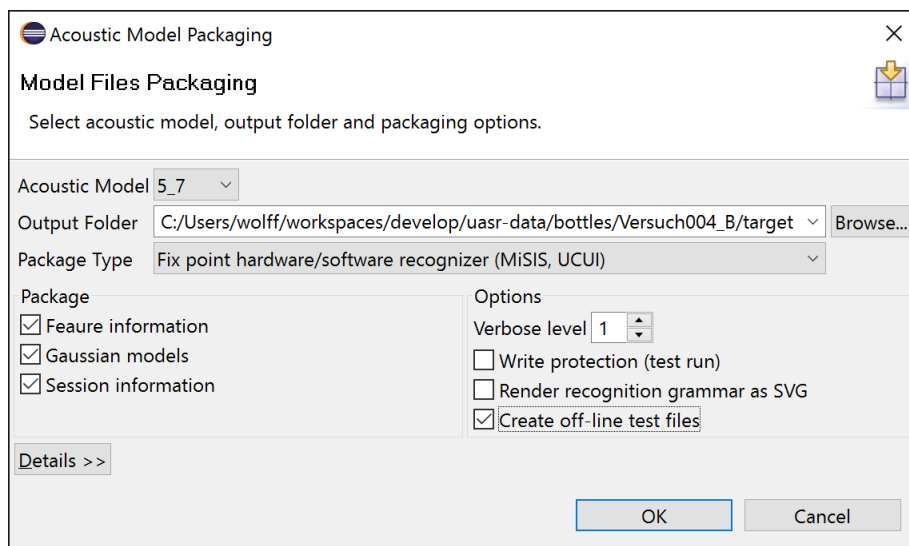 Acoustic Model Packaging
Model Files Packaging
Select acoustic model, output folder and packaging options.
Acoustic Model 5_7
Output Folder C:/Users/wolff/workspaces/develop/uasr-data/bottles/Versuch004_B/target Browse...
Package Type Fix point hardware/software recognizer (MiSIS, UCUI)
Package
Feaure information
Gaussian models
Session information
Options
Verbose level 1
Write protection (test run)
Render recognition grammar as SVG
Create off-line test files
Details >>
OK Cancel